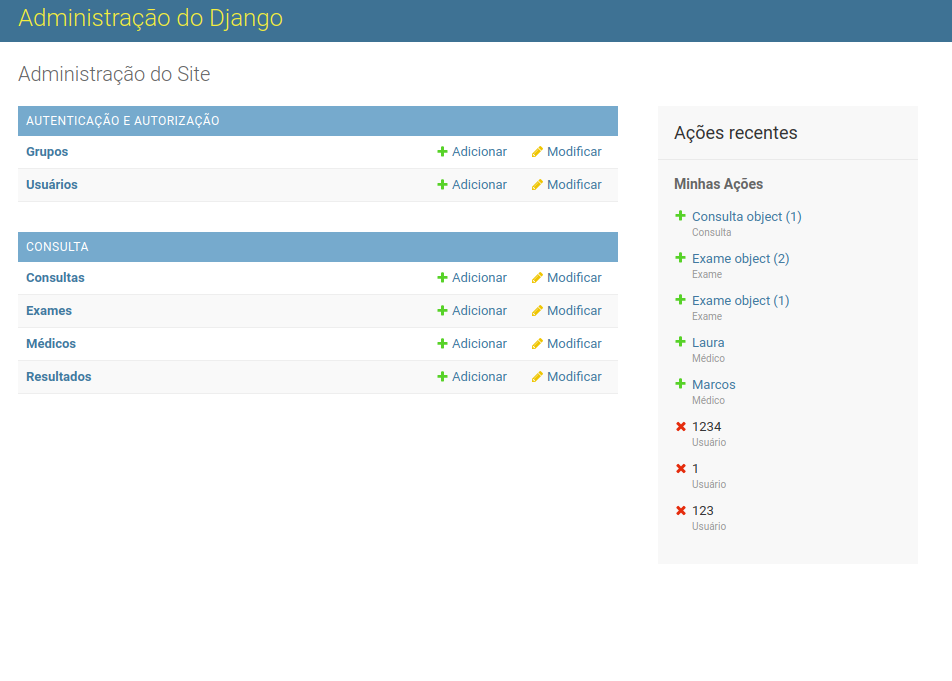 Administração do Django
Administração do Site
AUTENTICAÇÃO E AUTORIZAÇÃO
Grupos Adicionar Modificar
Usuários Adicionar Modificar
CONSULTA
Consultas Adicionar Modificar
Exames Adicionar Modificar
Médicos Adicionar Modificar
Resultados Adicionar Modificar
Ações recentes
Minhas Ações
Consulta object (1)
Consulta
Exame object (2)
Exame
Exame object (1)
Exame
Laura
Médico
Marcos
Médico
1234
Usuário
1
Usuário
123
Usuário